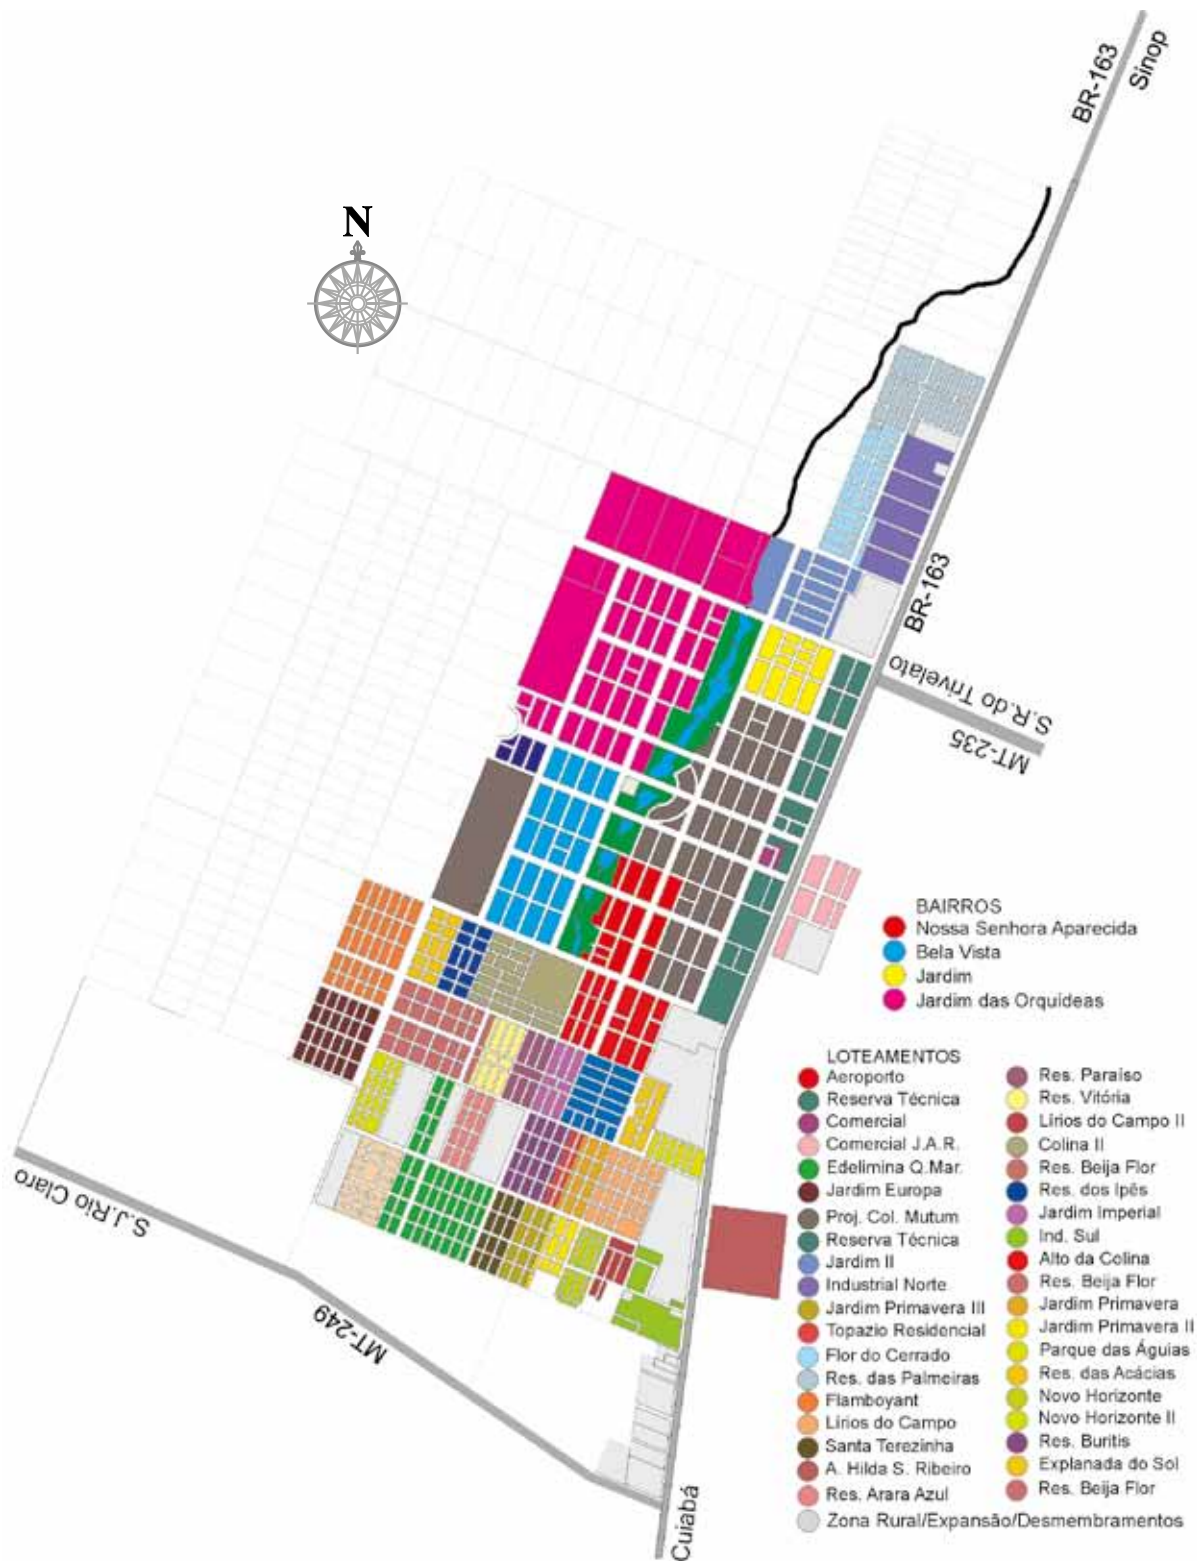 BR-163
Sinop
N
BR-163
S.R.do Trivelato
MT-235
BAIRROS
Nossa Senhora Aparecida
Bela Vista
Jardim
Jardim das Orquídeas
LOTEAMENTOS
Aeroporto
Reserva Técnica
Comercial
Comercial J.A.R.
Edelimina Q.Mar.
Jardim Europa
Proj. Col. Mutum
Reserva Técnica
Jardim II
Industrial Norte
Jardim Primavera III
Topazio Residencial
Flor do Cerrado
Res. das Palmeiras
Flamboyant
Lírios do Campo
Santa Terezinha
A. Hilda S. Ribeiro
Res. Arara Azul
Zona Rural/Expansão/Desmembramentos
Res. Paraíso
Res. Vitória
Lírios do Campo II
Colina II
Res. Beija Flor
Res. dos Ipês
Jardim Imperial
Ind. Sul
Alto da Colina
Res. Beija Flor
Jardim Primavera
Jardim Primavera II
Parque das Águias
Res. das Acácias
Novo Horizonte
Novo Horizonte II
Res. Buritis
Explanada do Sol
Res. Beija Flor
S.J.Rio Claro
MT-249
Cuiabá